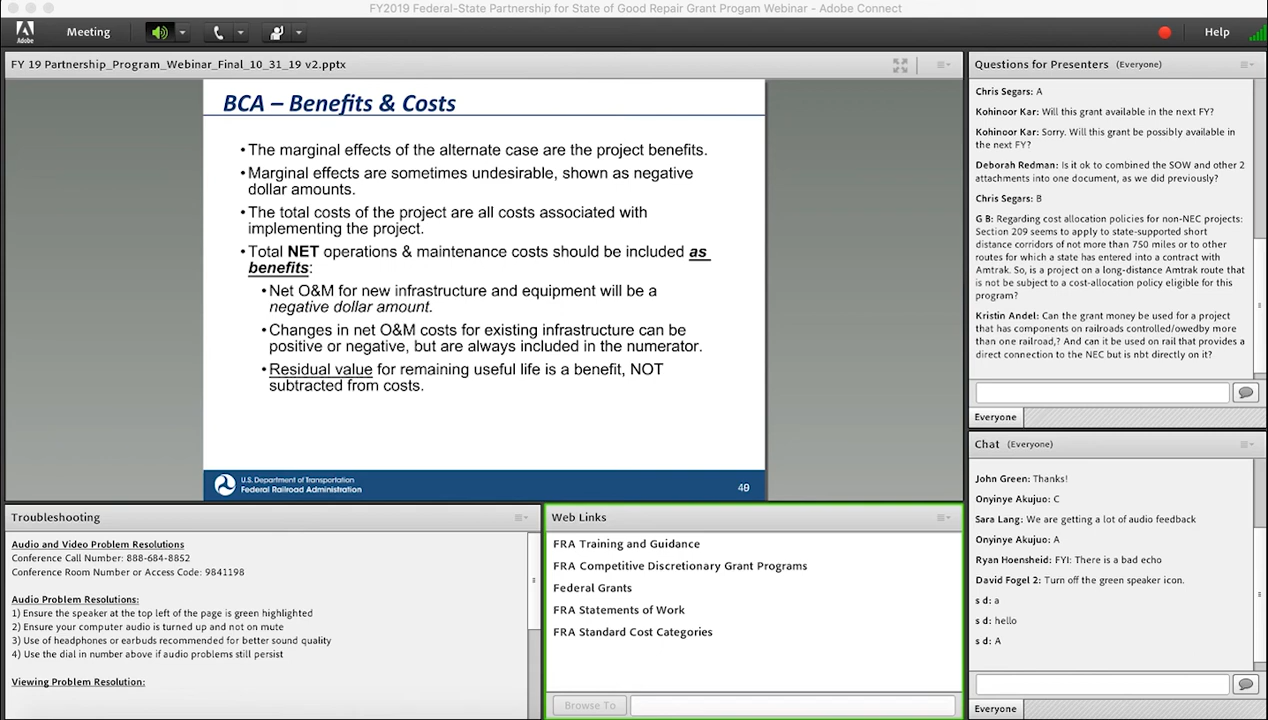 FY2019 Federal-State Partnership for State of Good Repair Grant Progam Webinar - Adobe Connect
Adobe
Meeting
Help
FY 19 Partnership_Program_Webinar_Final_10_31_19 v2.pptx
BCA – Benefits & Costs
•The marginal effects of the alternate case are the project benefits.
•Marginal effects are sometimes undesirable, shown as negative
dollar amounts.
•The total costs of the project are all costs associated with
implementing the project.
•Total NET operations & maintenance costs should be included as
benefits:
•Net O&M for new infrastructure and equipment will be a
negative dollar amount.
•Changes in net O&M costs for existing infrastructure can be
positive or negative, but are always included in the numerator.
•Residual value for remaining useful life is a benefit, NOT
subtracted from costs.
U.S. Department of Transportation
Federal Railroad Administration
Questions for Presenters (Everyone)
Chris Segars: A
Kohinoor Kar: Will this grant available in the next FY?
Kohinoor Kar: Sorry. Will this grant be possibly available in
the next FY?
Deborah Redman: Is it ok to combined the SOW and other 2
attachments into one document, as we did previously?
Chris Segars: B
G B: Regarding cost allocation policies for non-NEC projects:
Section 209 seems to apply to state-supported short
distance corridors of not more than 750 miles or to other
routes for which a state has entered into a contract with
Amtrak. So, is a project on a long-distance Amtrak route that
is not be subject to a cost-allocation policy eligible for this
program?
Kristin Andel: Can the grant money be used for a project
that has components on railroads controlled/owedby more
than one railroad,? And can it be used on rail that provides a
direct connection to the NEC but is nbt directly on it?
Everyone
Chat (Everyone)
John Green: Thanks!
Onyinye Akujuo: C
Sara Lang: We are getting a lot of audio feedback
Onyinye Akujuo: A
Ryan Hoensheid: FYI: There is a bad echo
David Fogel 2: Turn off the green speaker icon.
s d: a
s d: hello
s d: A
Everyone
Troubleshooting
Audio and Video Problem Resolutions
Conference Call Number: 888-684-8852
Conference Room Number or Access Code: 9841198
Audio Problem Resolutions:
1) Ensure the speaker at the top left of the page is green highlighted
2) Ensure your computer audio is turned up and not on mute
3) Use of headphones or earbuds recommended for better sound quality
4) Use the dial in number above if audio problems still persist
Viewing Problem Resolution:
Web Links
FRA Training and Guidance
FRA Competitive Discretionary Grant Programs
Federal Grants
FRA Statements of Work
FRA Standard Cost Categories
Browse To